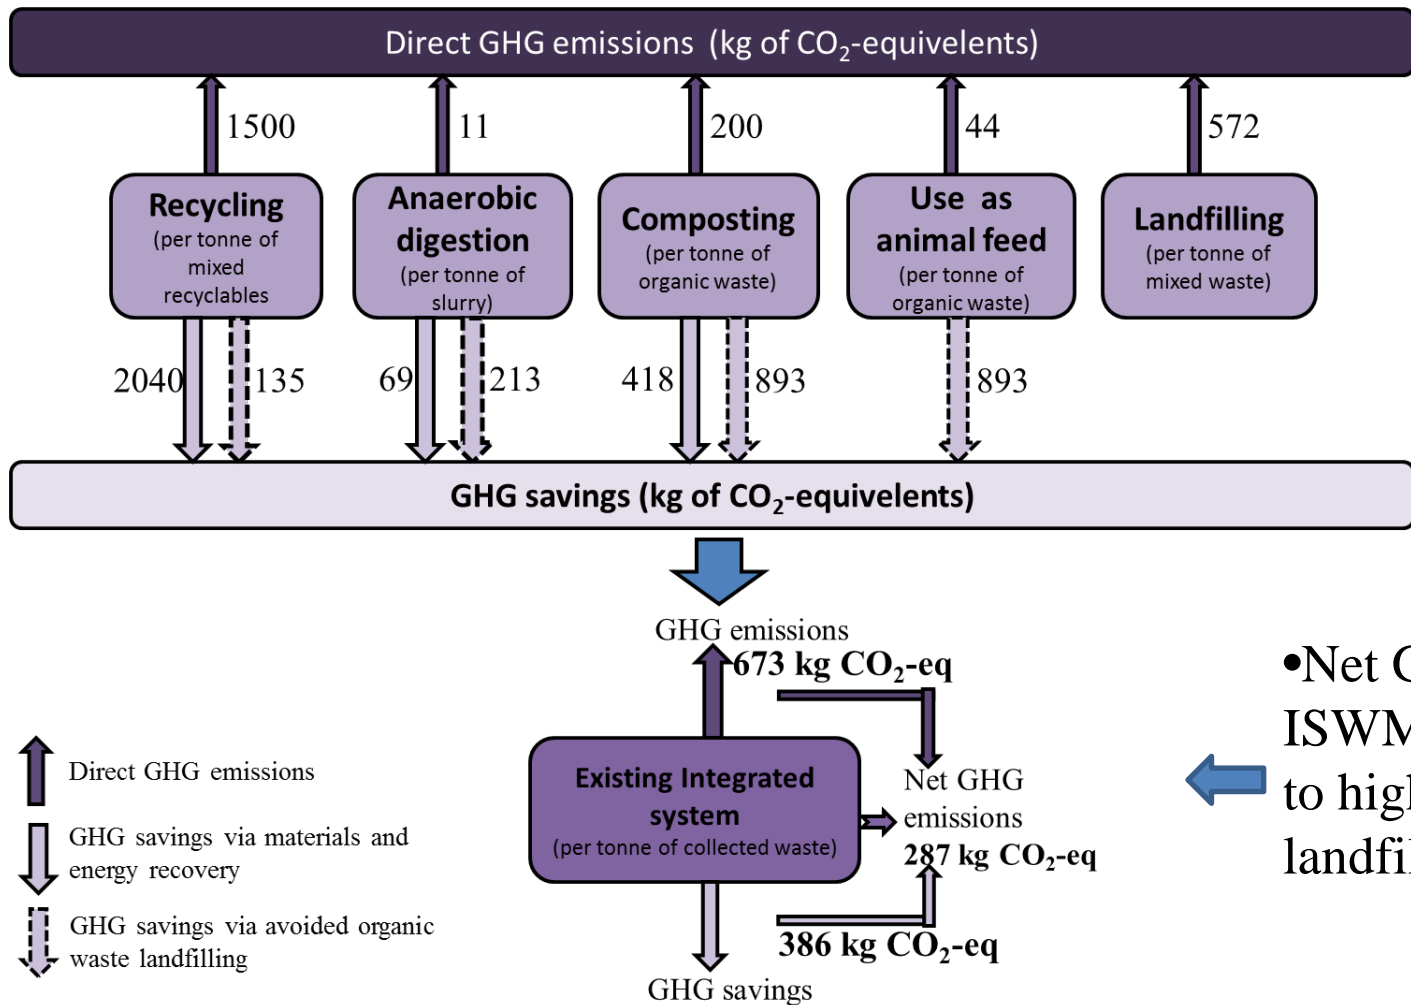 Direct GHG emissions (kg of CO₂-equivelents)
1500
11
200
44
572
Recycling
(per tonne of
mixed
recyclables
Anaerobic
digestion
(per tonne of
slurry)
Composting
(per tonne of
organic waste)
Use as
animal feed
(per tonne of
organic waste)
Landfilling
(per tonne of
mixed waste)
2040
135
69
213
418
893
893
GHG savings (kg of CO₂-equivelents)
GHG emissions
673 kg CO₂-eq
Existing Integrated
system
(per tonne of collected waste)
Net GHG
emissions
287 kg CO₂-eq
386 kg CO₂-eq
GHG savings
Direct GHG emissions
GHG savings via materials and
energy recovery
GHG savings via avoided organic
waste landfilling
•Net
ISWM
to